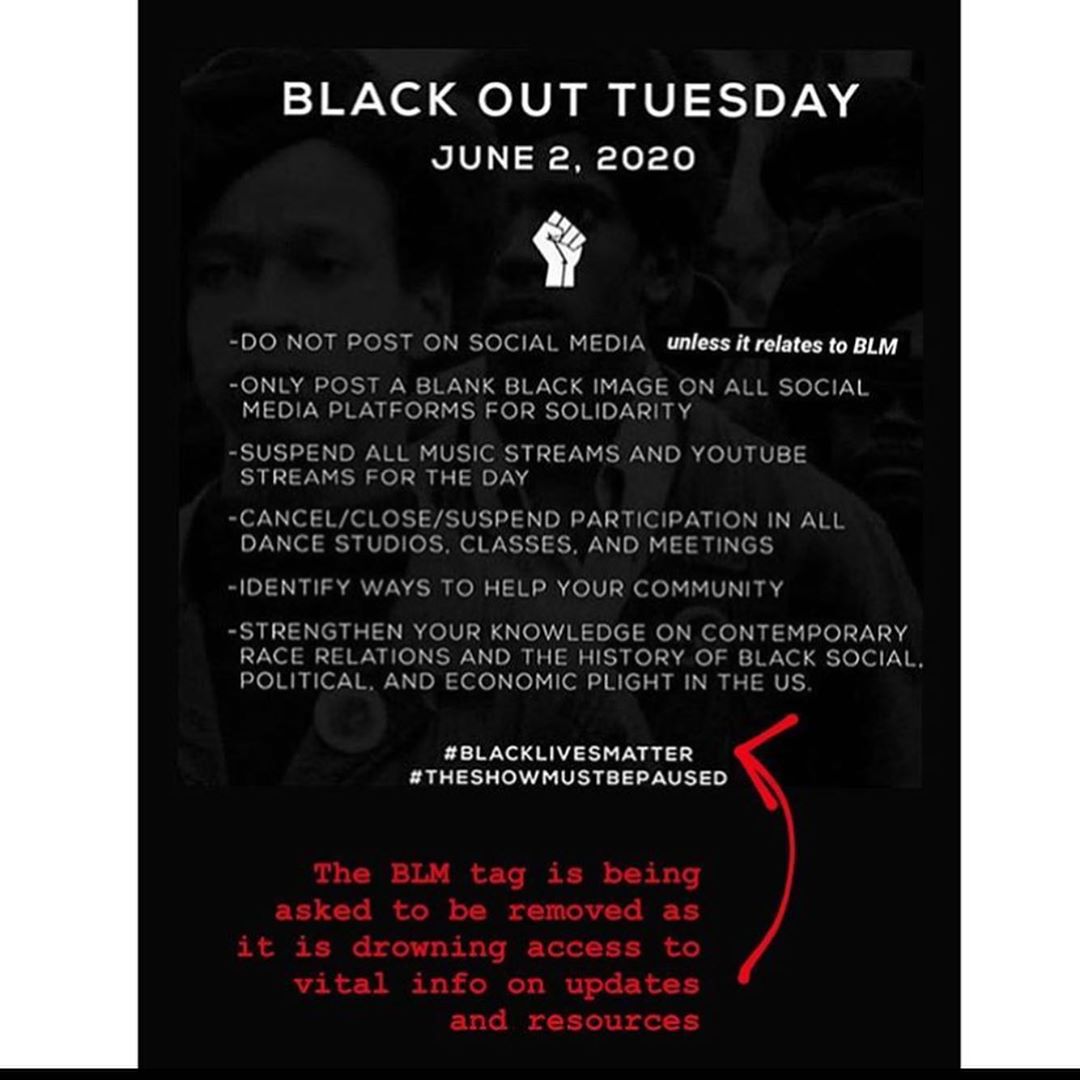 BLACK OUT TUESDAY
JUNE 2, 2020
-DO NOT POST ON SOCIAL MEDIA unless it relates to BLM
-ONLY POST A BLANK BLACK IMAGE ON ALL SOCIAL
MEDIA PLATFORMS FOR SOLIDARITY
-SUSPEND ALL MUSIC STREAMS AND YOUTUBE
STREAMS FOR THE DAY
-CANCEL/CLOSE/SUSPEND PARTICIPATION IN ALL
DANCE STUDIOS, CLASSES, AND MEETINGS
-IDENTIFY WAYS TO HELP YOUR COMMUNITY
-STRENGTHEN YOUR KNOWLEDGE ON CONTEMPORARY
RACE RELATIONS AND THE HISTORY OF BLACK SOCIAL,
POLITICAL, AND ECONOMIC PLIGHT IN THE US.
#BLACKLIVESMATTER
#THESHOWMUSTBEPAUSED
The BLM tag is being
asked to be removed as
it is drowning access to
vital info on updates
and resources